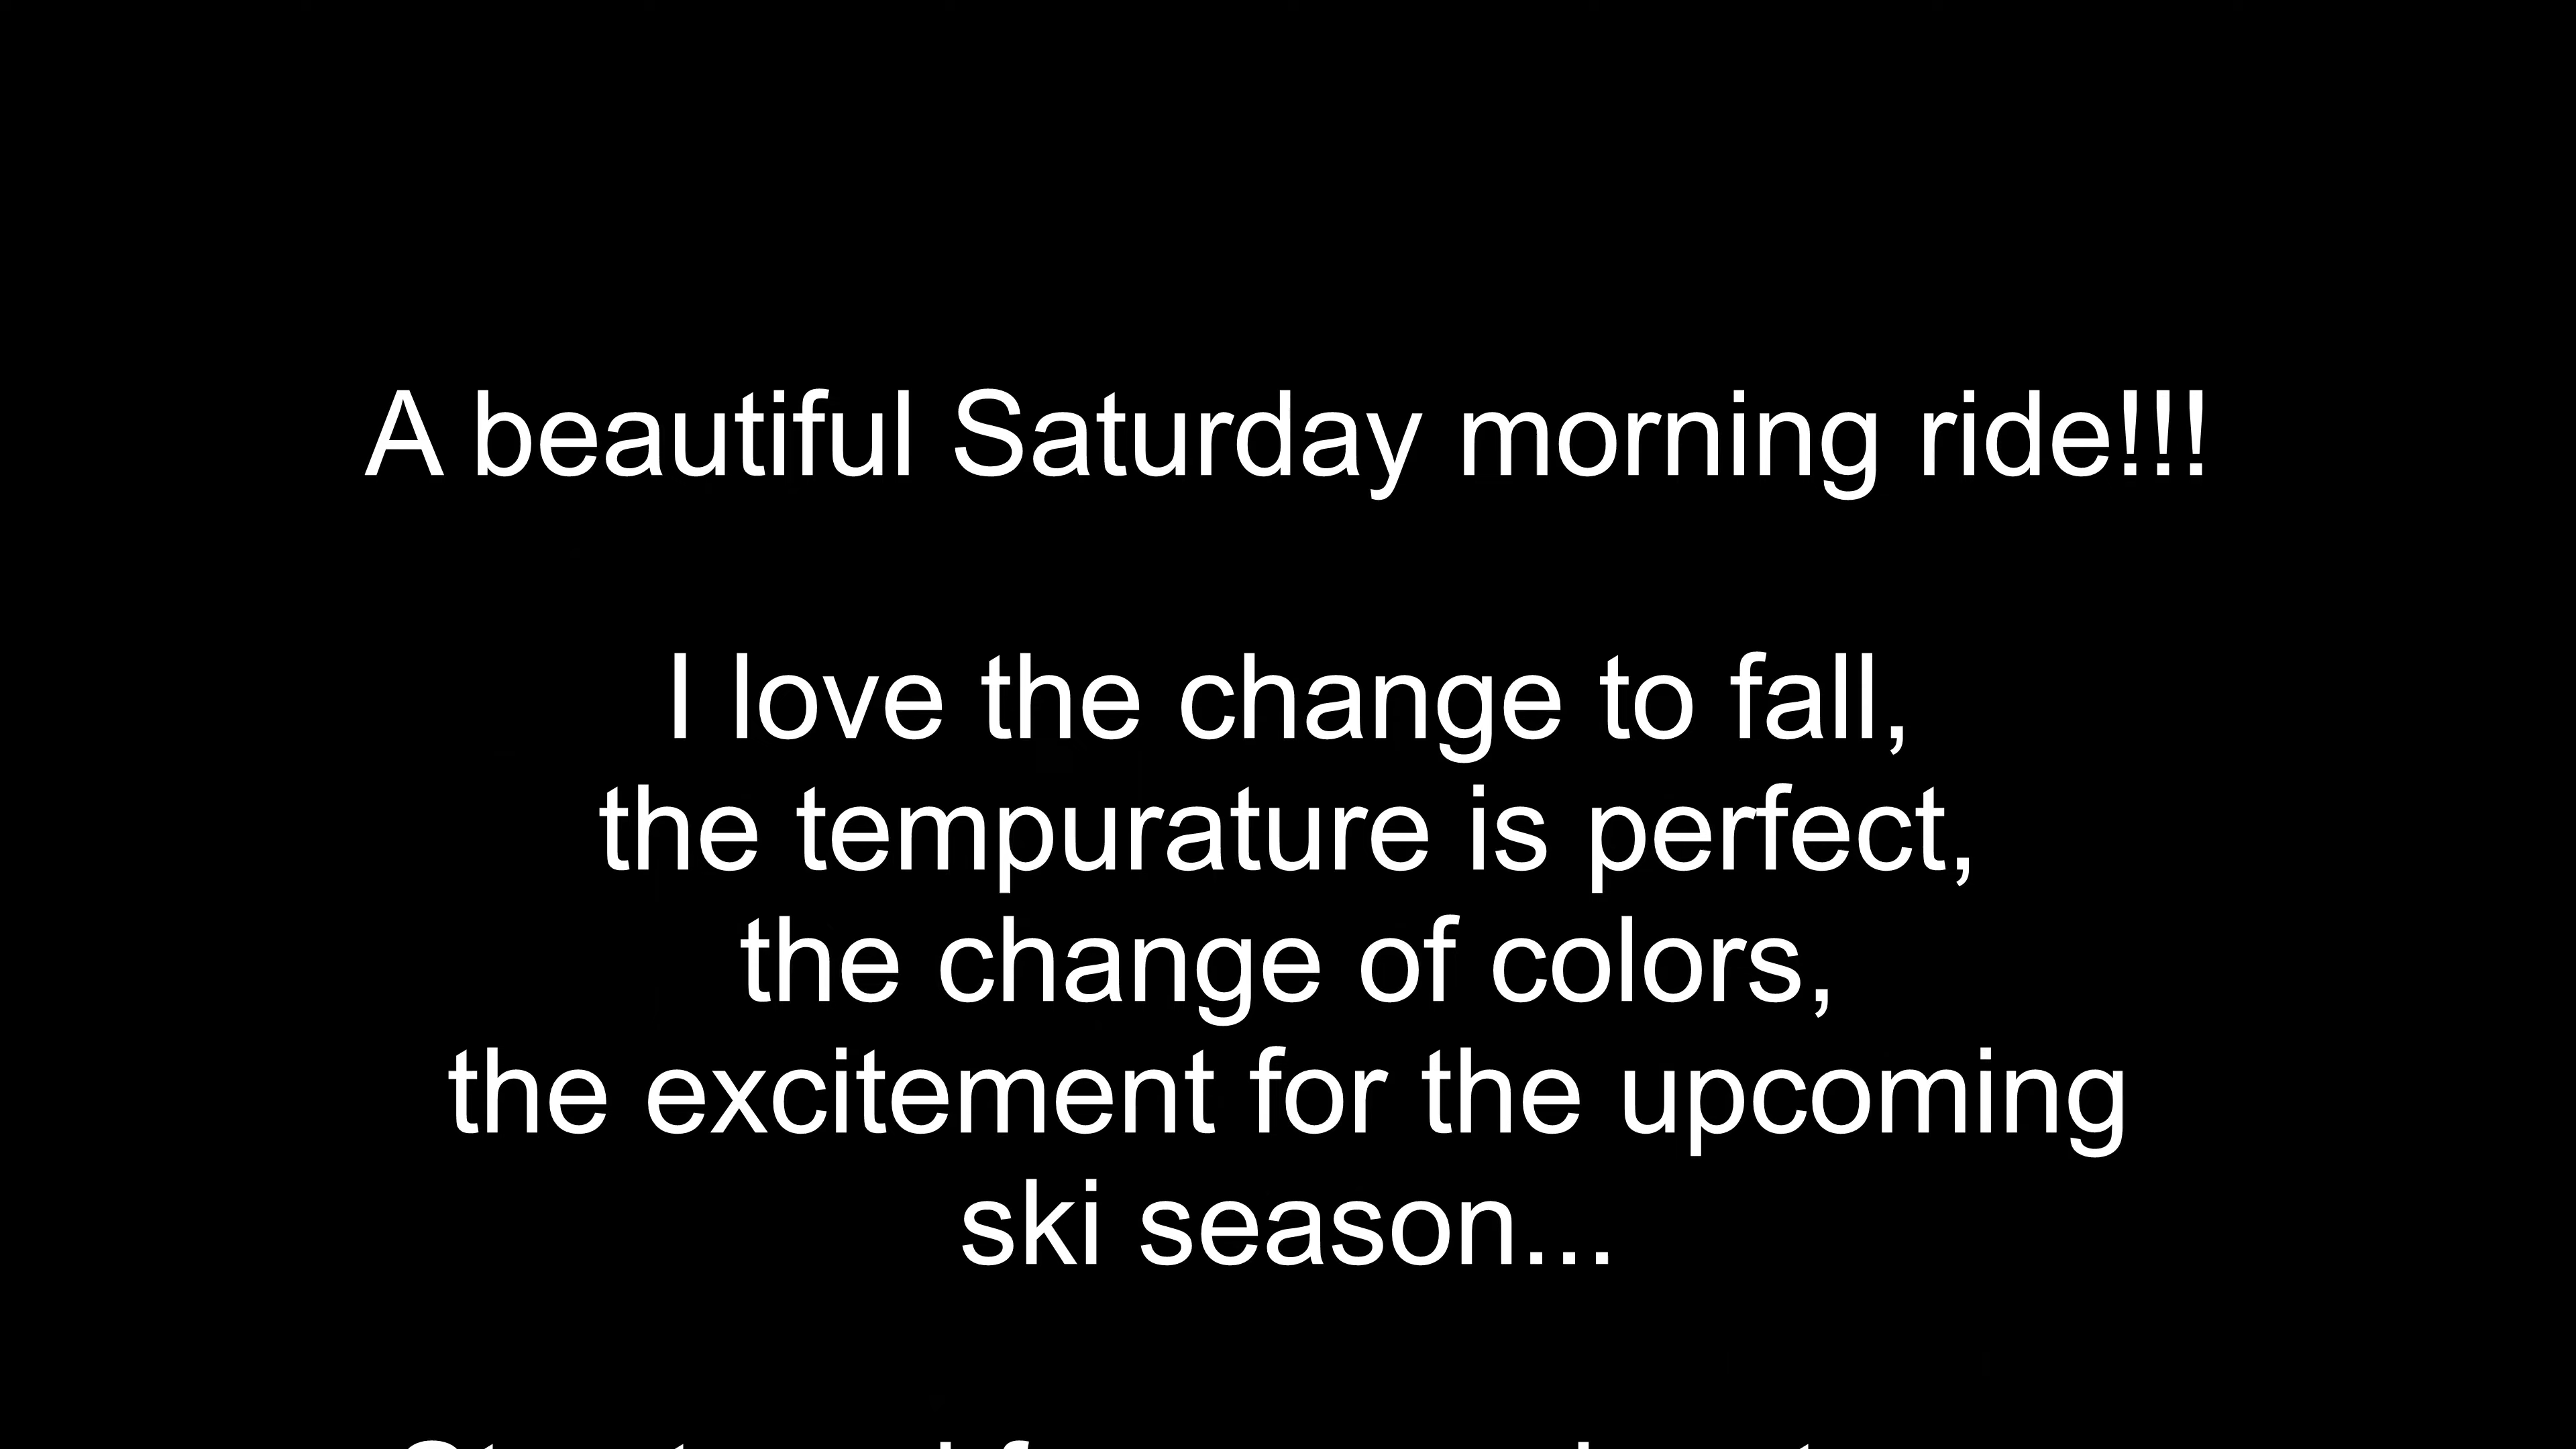 A beautiful Saturday morning ride!!!
I love the change to fall,
the tempurature is perfect,
the change of colors,
the excitement for the upcoming
ski season...